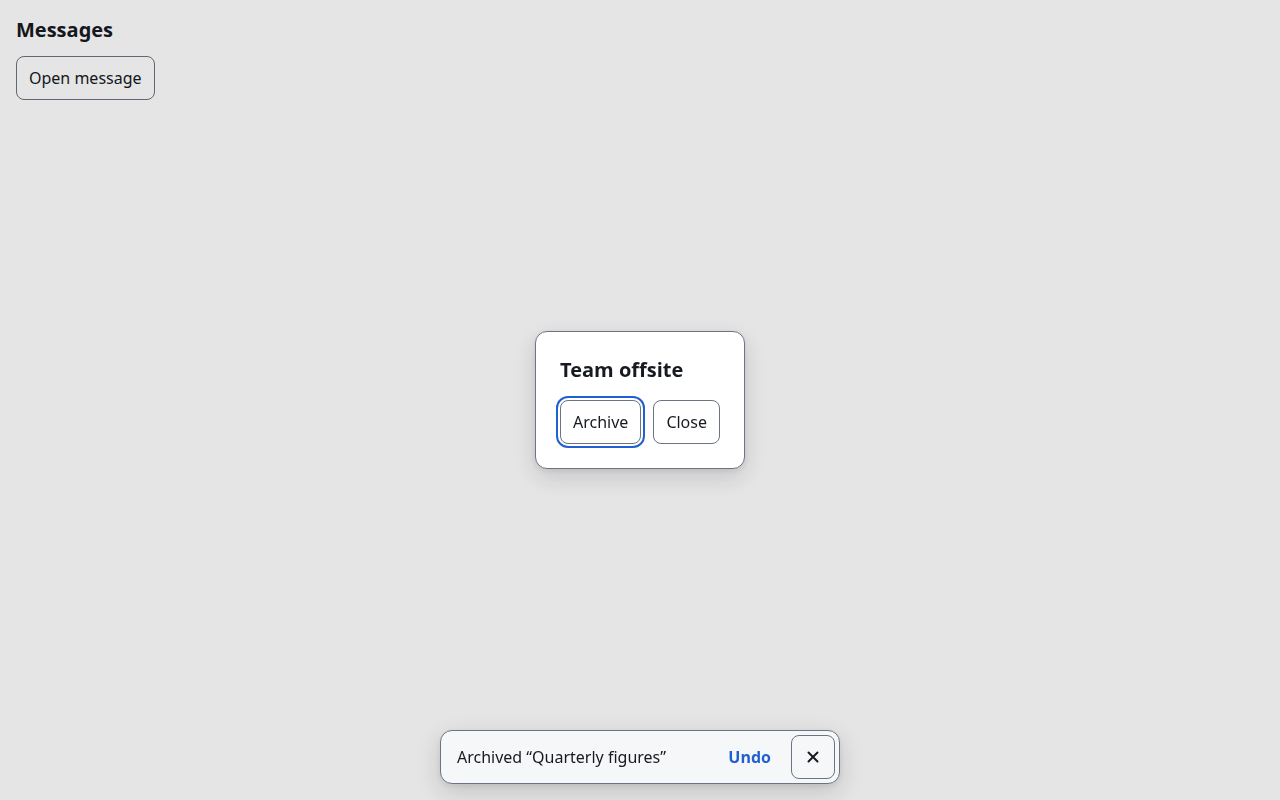 Messages
Open message
Team offsite
Archive Close
Archived “Quarterly figures” Undo ✕